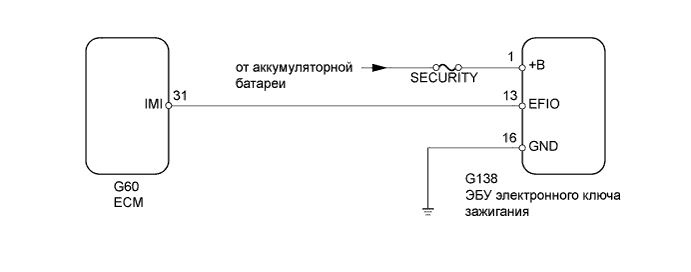 от аккумуляторной
батареи
SECURITY
1
+B
IMI
31
13
EFIO
16
GND
G60
ECM
G138
ЭБУ электронного ключа
зажигания